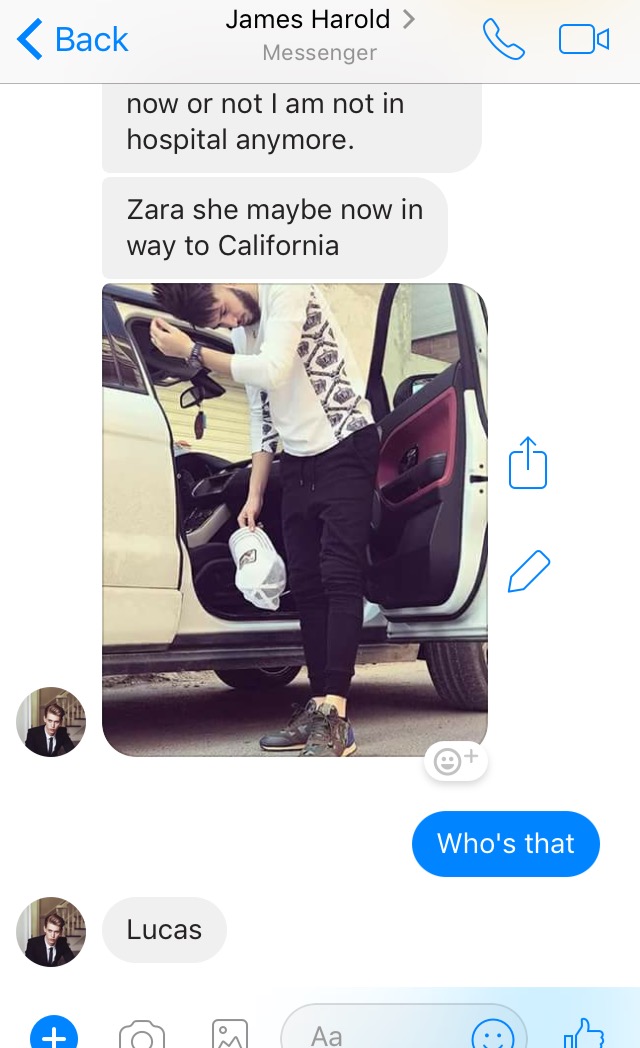 James Harold
Back
Messenger
now or not I am not in
hospital anymore.
Zara she maybe now in
way to California
Who's that
Lucas
Aa